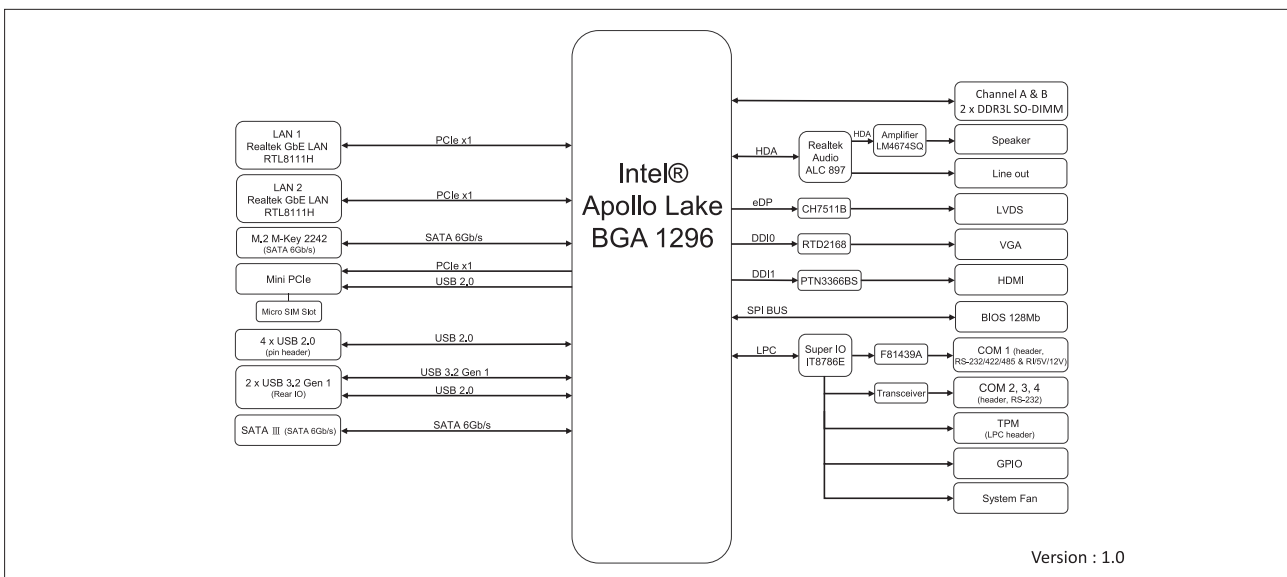 Intel®
Apollo Lake
BGA 1296
LAN 1
Realtek GbE LAN
RTL8111H
PCIe x1
LAN 2
Realtek GbE LAN
RTL8111H
PCIe x1
M.2 M-Key 2242
(SATA 6Gb/s)
SATA 6Gb/s
Mini PCIe
PCIe x1
USB 2.0
Micro SIM Slot
4 x USB 2.0
(pin header)
USB 2.0
2 x USB 3.2 Gen 1
(Rear IO)
USB 3.2 Gen 1
USB 2.0
SATA III (SATA 6Gb/s)
SATA 6Gb/s
Channel A & B
2 x DDR3L SO-DIMM
HDA
Realtek
Audio
ALC 897
HDA
Amplifier
LM4674SQ
Speaker
Line out
eDP
CH7511B
LVDS
DDI0
RTD2168
VGA
DDI1
PTN3366BS
HDMI
SPI BUS
BIOS 128Mb
LPC
Super IO
IT8786E
F81439A
COM 1 (header,
RS-232/422/485 & RI/5V/12V)
Transceiver
COM 2, 3, 4
(header, RS-232)
TPM
(LPC header)
GPIO
System Fan
Version : 1.0